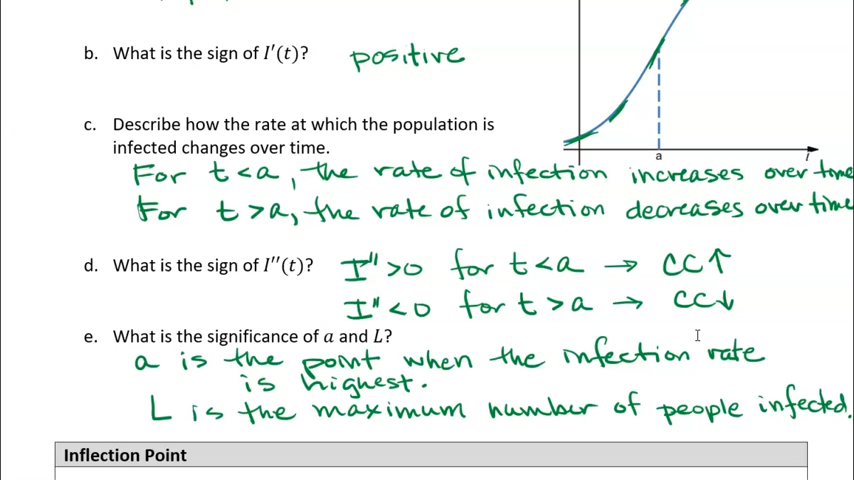 b. What is the sign of I′(t)? positive
c. Describe how the rate at which the population is
infected changes over time.
a
For t<a, the rate of infection increases over time
For t>a, the rate of infection decreases over time
d. What is the sign of I″(t)? I″>0 for t<a → CC↑
I″<0 for t>a → CC↓
e. What is the significance of a and L?
a is the point when the infection rate
is highest.
L is the maximum number of people infected.
Inflection Point